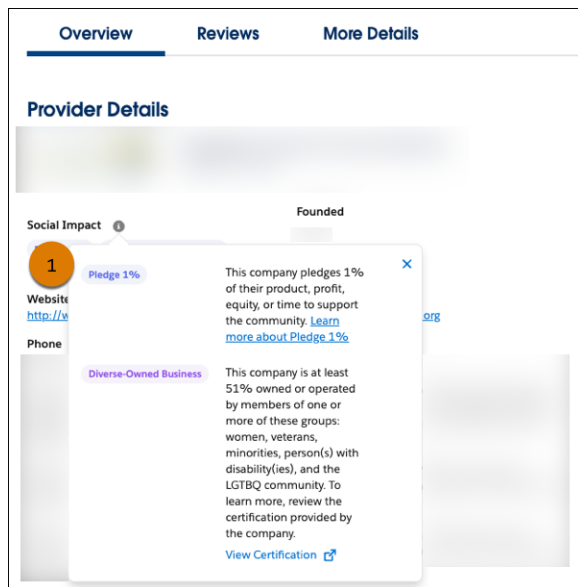 Overview Reviews More Details
Provider Details
Social Impact
Founded
1
Pledge 1%
This company pledges 1%
of their product, profit,
equity, or time to support
the community. Learn
more about Pledge 1%
Website
http://w
org
Phone
Diverse-Owned Business
This company is at least
51% owned or operated
by members of one or
more of these groups:
women, veterans,
minorities, person(s) with
disability(ies), and the
LGTBQ community. To
learn more, review the
certification provided by
the company.
View Certification